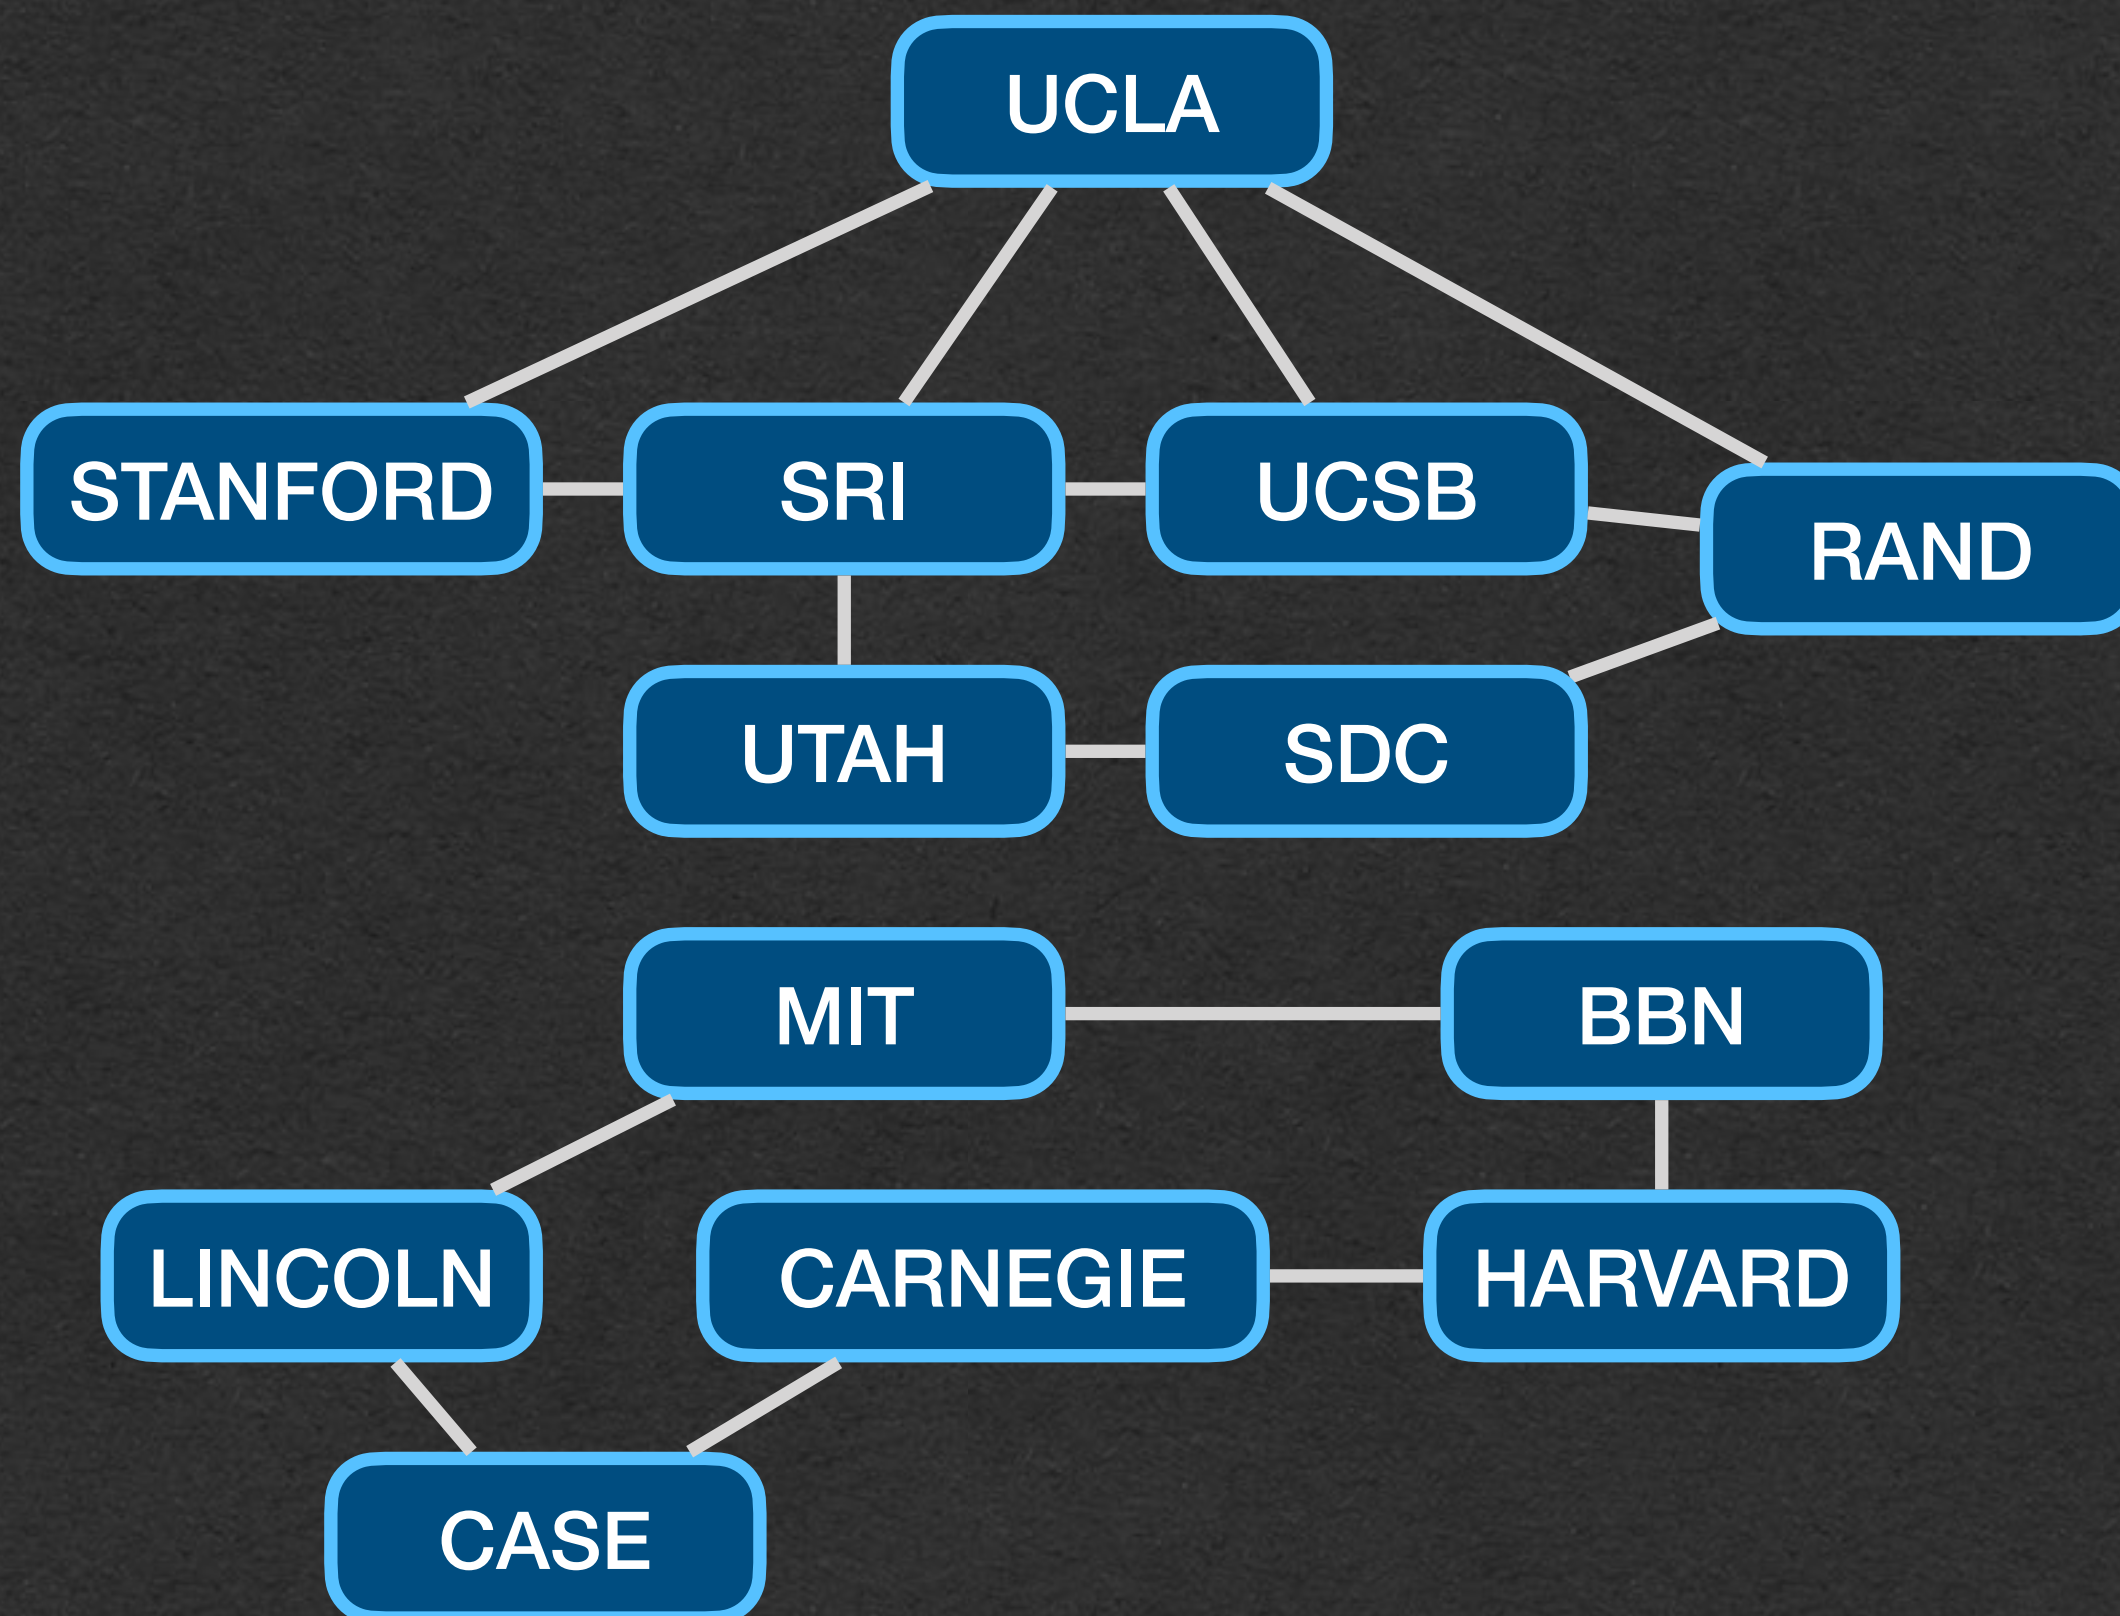 UCLA
STANFORD
SRI
UCSB
RAND
UTAH
SDC
MIT
BBN
LINCOLN
CARNEGIE
HARVARD
CASE